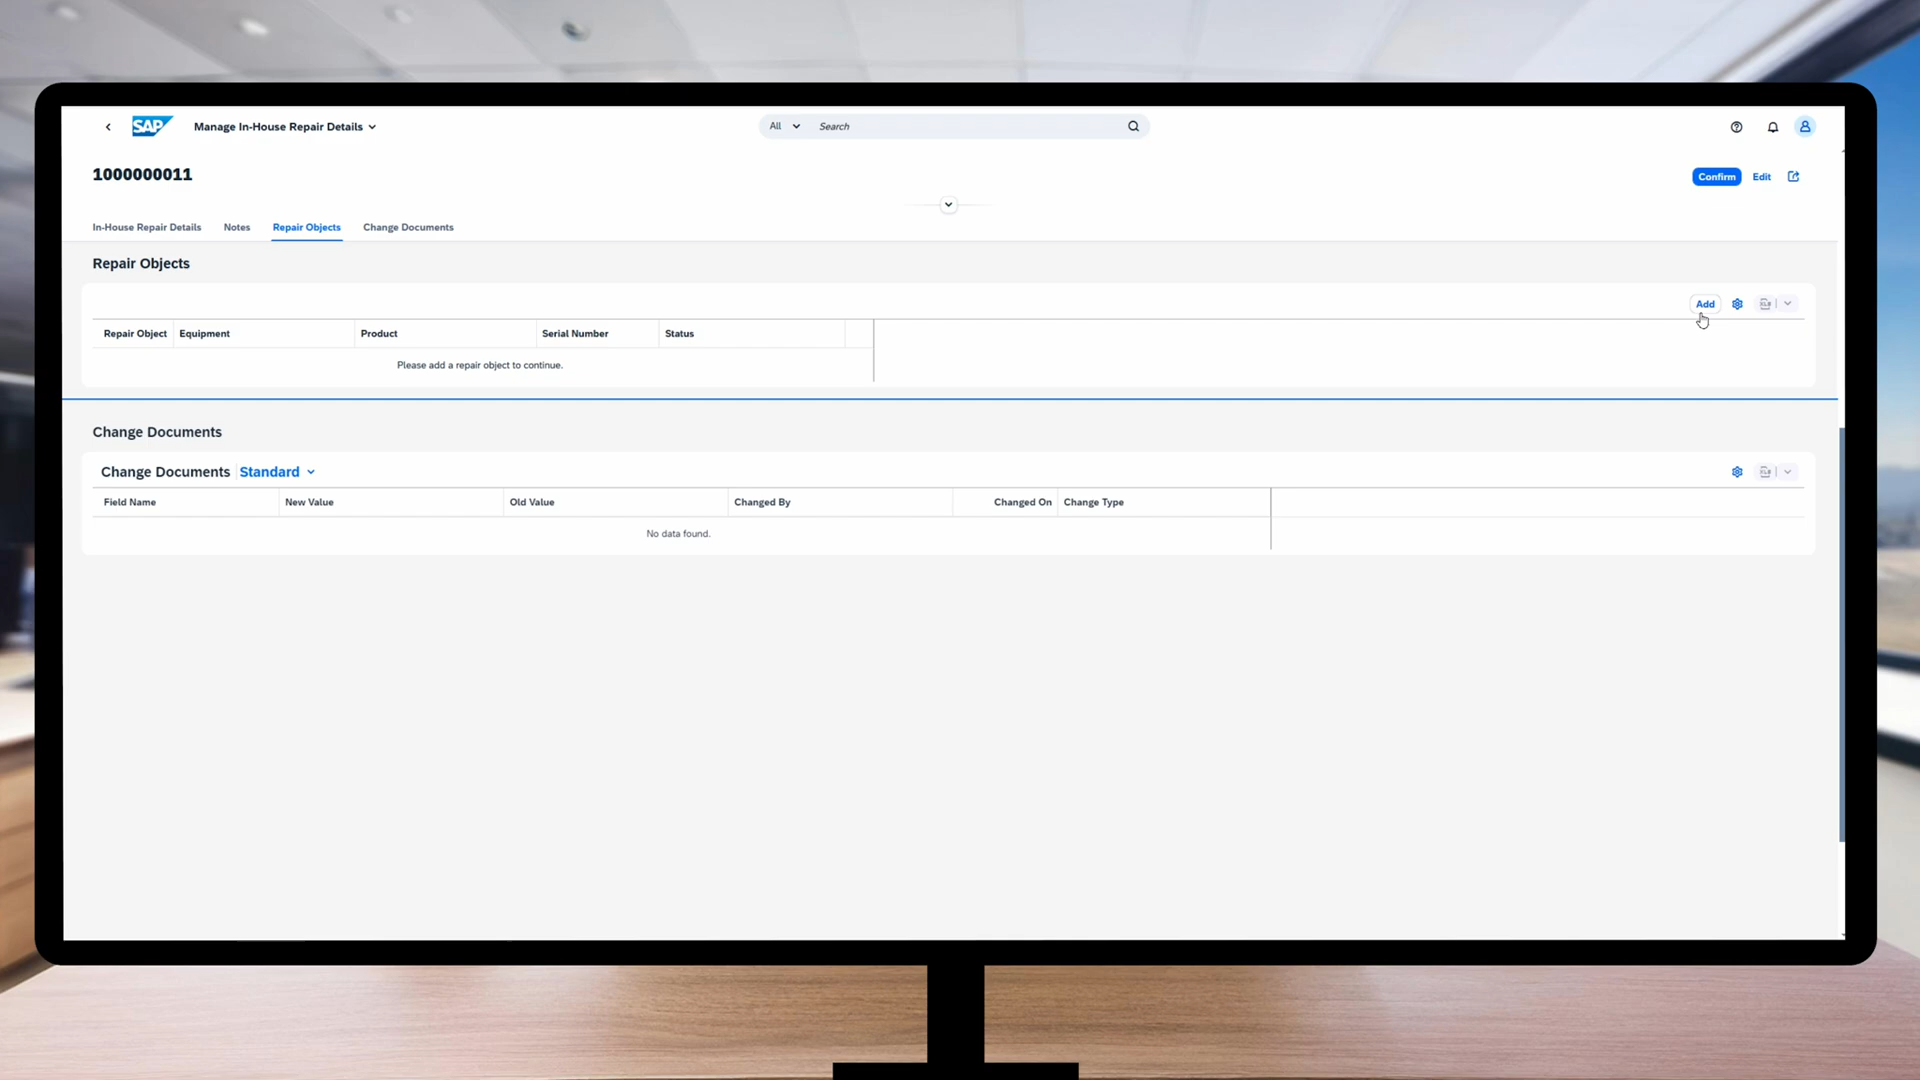 SAP
Manage In-House Repair Details
All
Search
1000000011
Confirm
Edit
In-House Repair Details
Notes
Repair Objects
Change Documents
Repair Objects
Add
Repair Object
Equipment
Product
Serial Number
Status
Please add a repair object to continue.
Change Documents
Change Documents
Standard
Field Name
New Value
Old Value
Changed By
Changed On
Change Type
No data found.